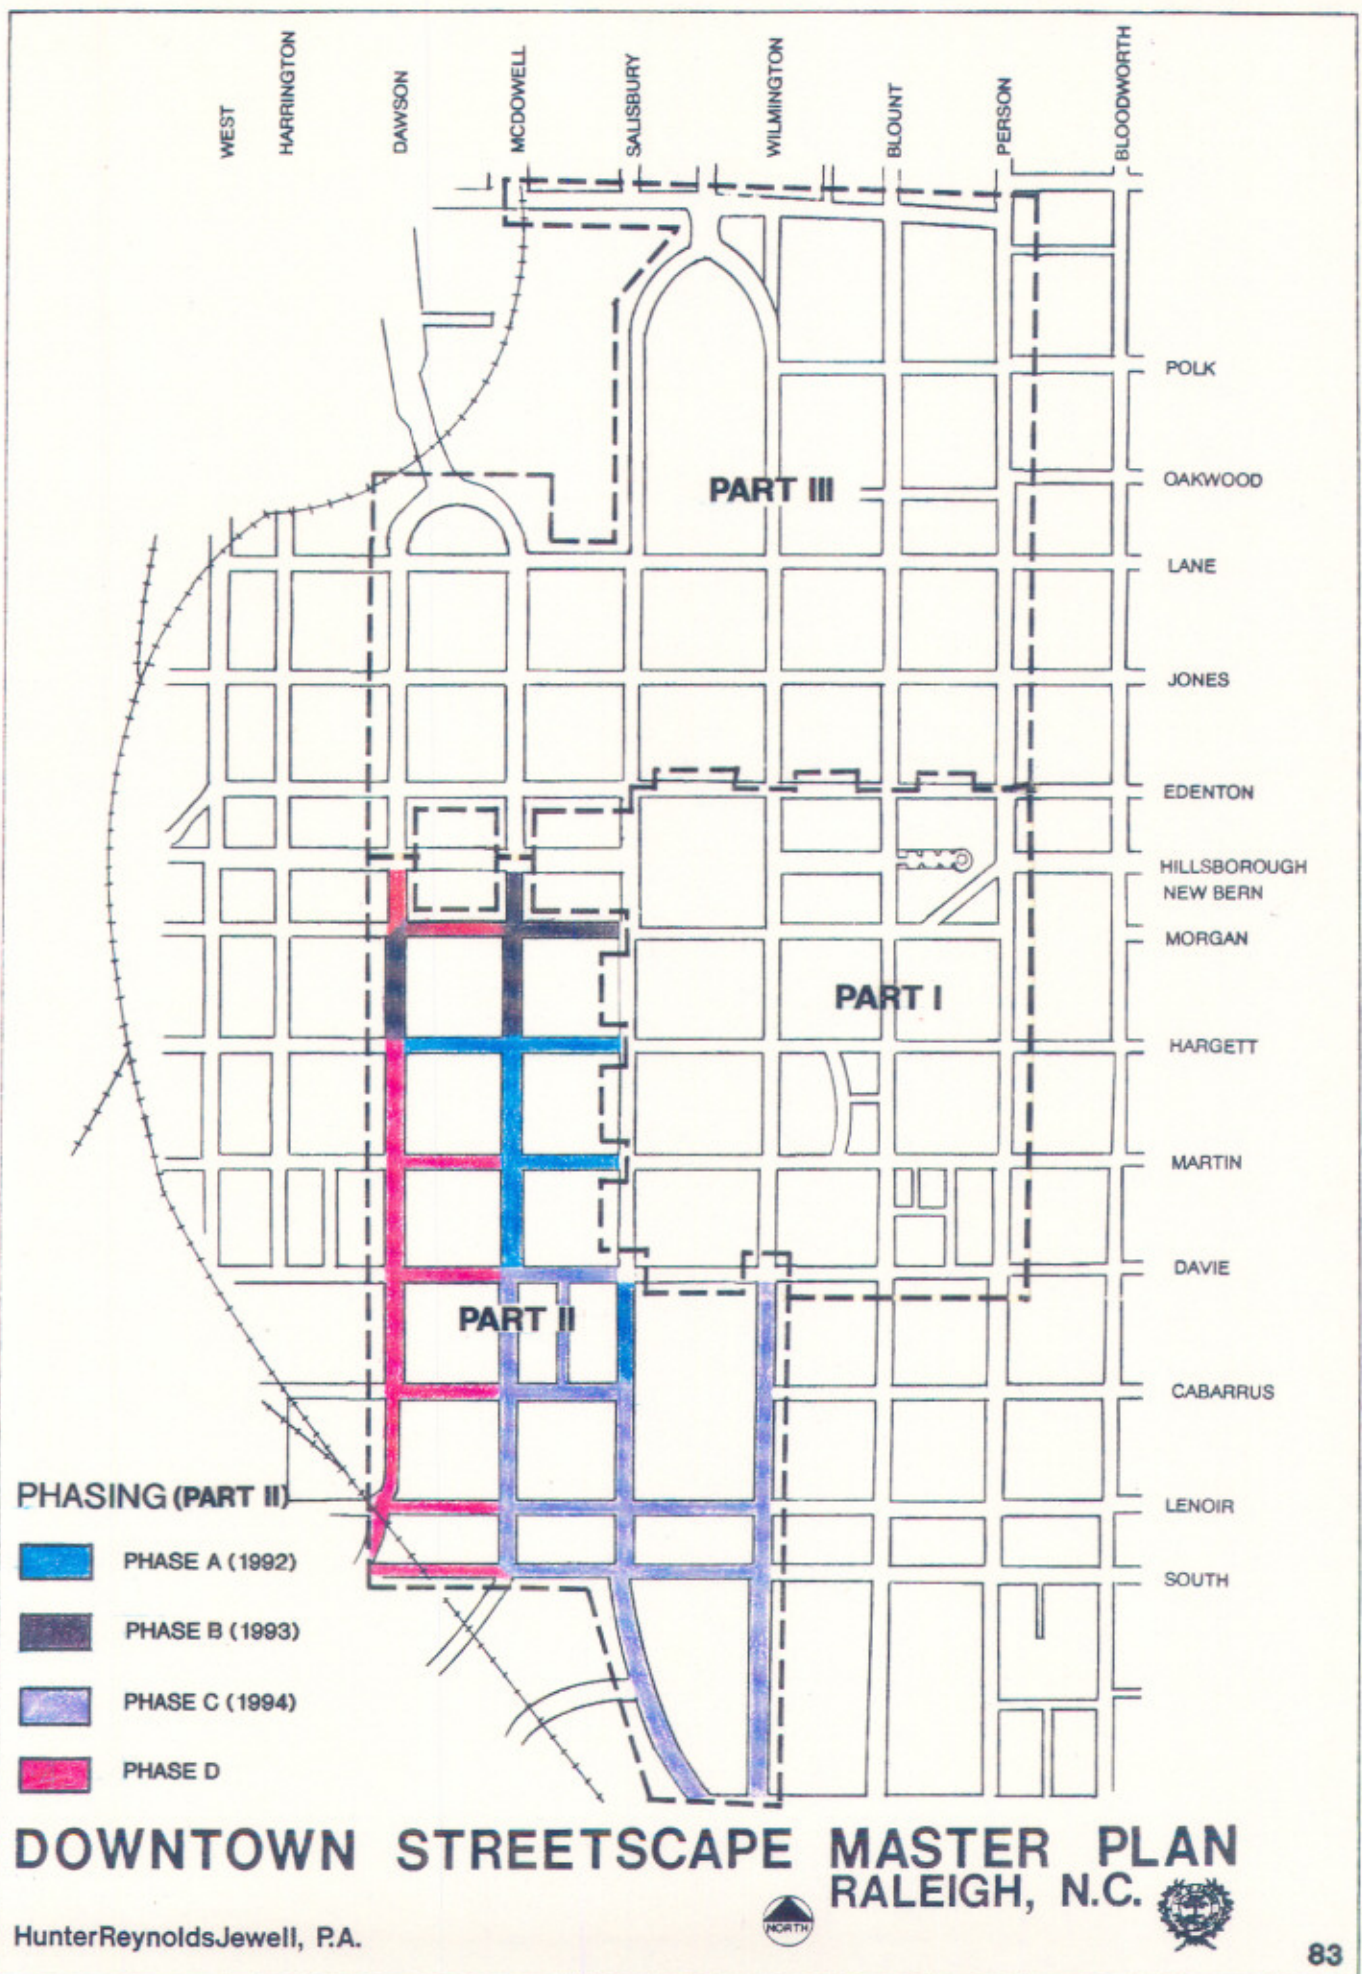 WEST
HARRINGTON
DAWSON
MCDOWELL
SALISBURY
WILMINGTON
BLOUNT
PERSON
BLOODWORTH
POLK
OAKWOOD
PART III
LANE
JONES
EDENTON
HILLSBOROUGH
NEW BERN
MORGAN
PART I
HARGETT
MARTIN
DAVIE
PART II
CABARRUS
PHASING (PART II)
LENOIR
PHASE A (1992)
SOUTH
PHASE B (1993)
PHASE C (1994)
PHASE D
DOWNTOWN STREETSCAPE MASTER PLAN
RALEIGH, N.C.
NORTH
HunterReynoldsJewell, P.A.
83